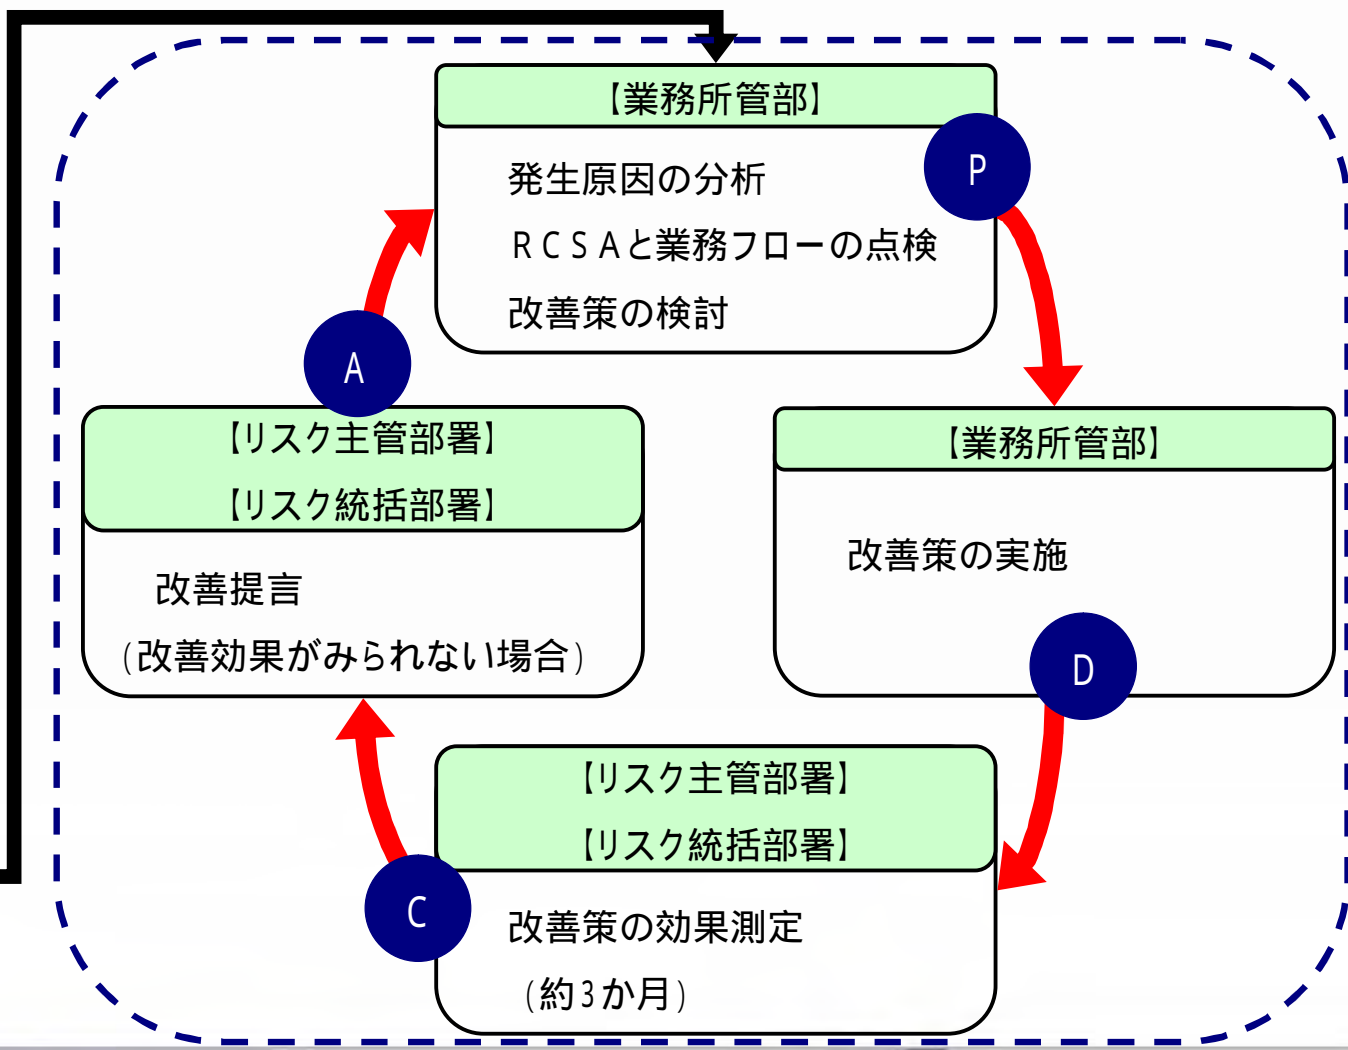 【業務所管部】
P
発生原因の分析
RCSAと業務フローの点検
改善策の検討
A
【リスク主管部署】
【リスク統括部署】
改善提言
(改善効果がみられない場合)
【業務所管部】
改善策の実施
D
【リスク主管部署】
【リスク統括部署】
C
改善策の効果測定
(約3か月)